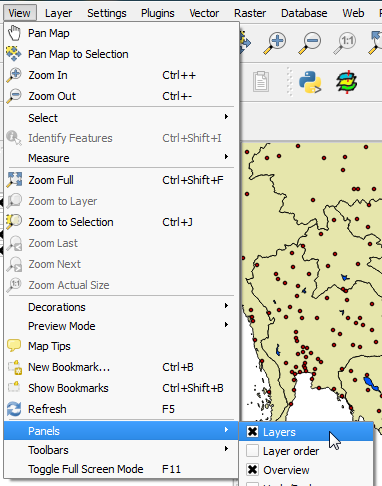 View Layer Settings Plugins Vector Raster Database Web
Pan Map
Pan Map to Selection
Zoom In Ctrl++
Zoom Out Ctrl+-
Select
Identify Features Ctrl+Shift+I
Measure
Zoom Full Ctrl+Shift+F
Zoom to Layer
Zoom to Selection Ctrl+J
Zoom Last
Zoom Next
Zoom Actual Size
Decorations
Preview Mode
Map Tips
New Bookmark... Ctrl+B
Show Bookmarks Ctrl+Shift+B
Refresh F5
Panels
Toolbars
Toggle Full Screen Mode F11
Layers
Layer order
Overview
1:1